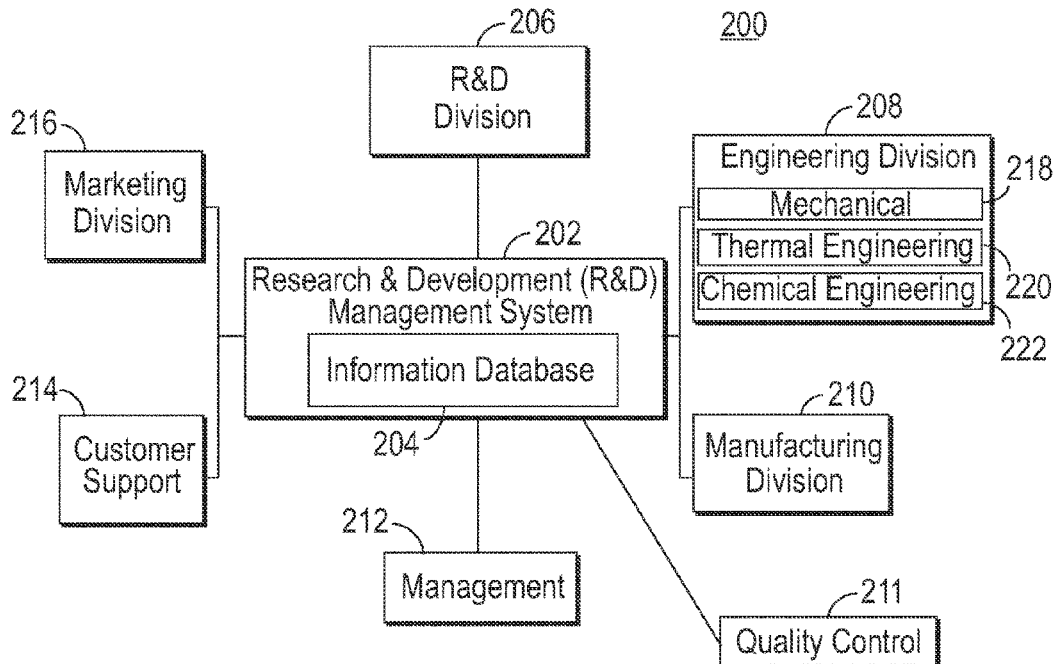 206
R&D
Division
200
216
Marketing
Division
208
Engineering Division
218
Mechanical
Thermal Engineering
220
Chemical Engineering
222
202
Research & Development (R&D)
Management System
Information Database
204
214
Customer
Support
210
Manufacturing
Division
212
Management
211
Quality Control